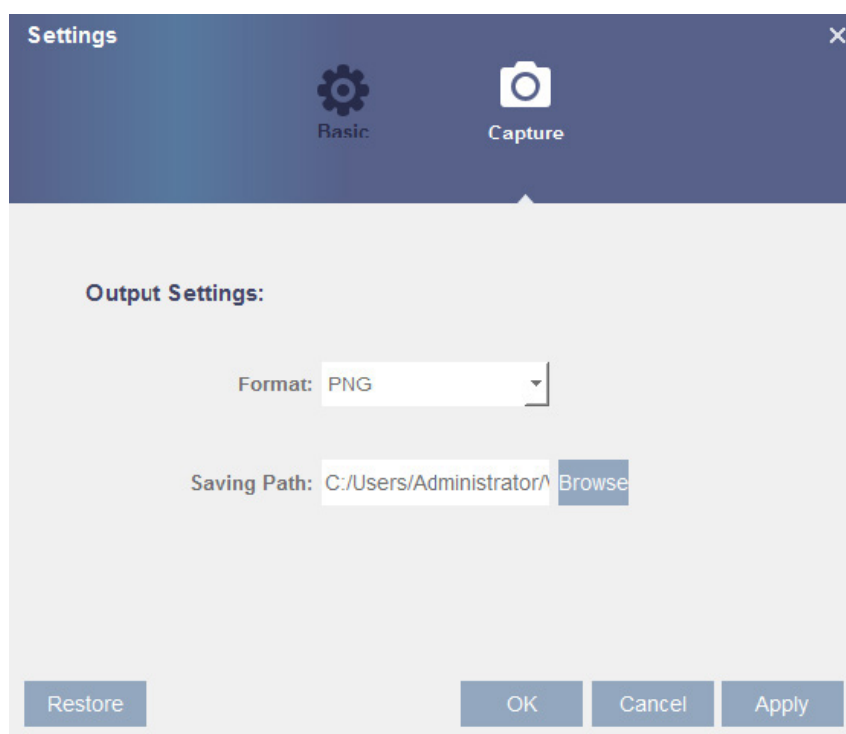 Settings
Basic
Capture
Output Settings:
Format: PNG
Saving Path: C:/Users/Administrator/ Browse
Restore OK Cancel Apply